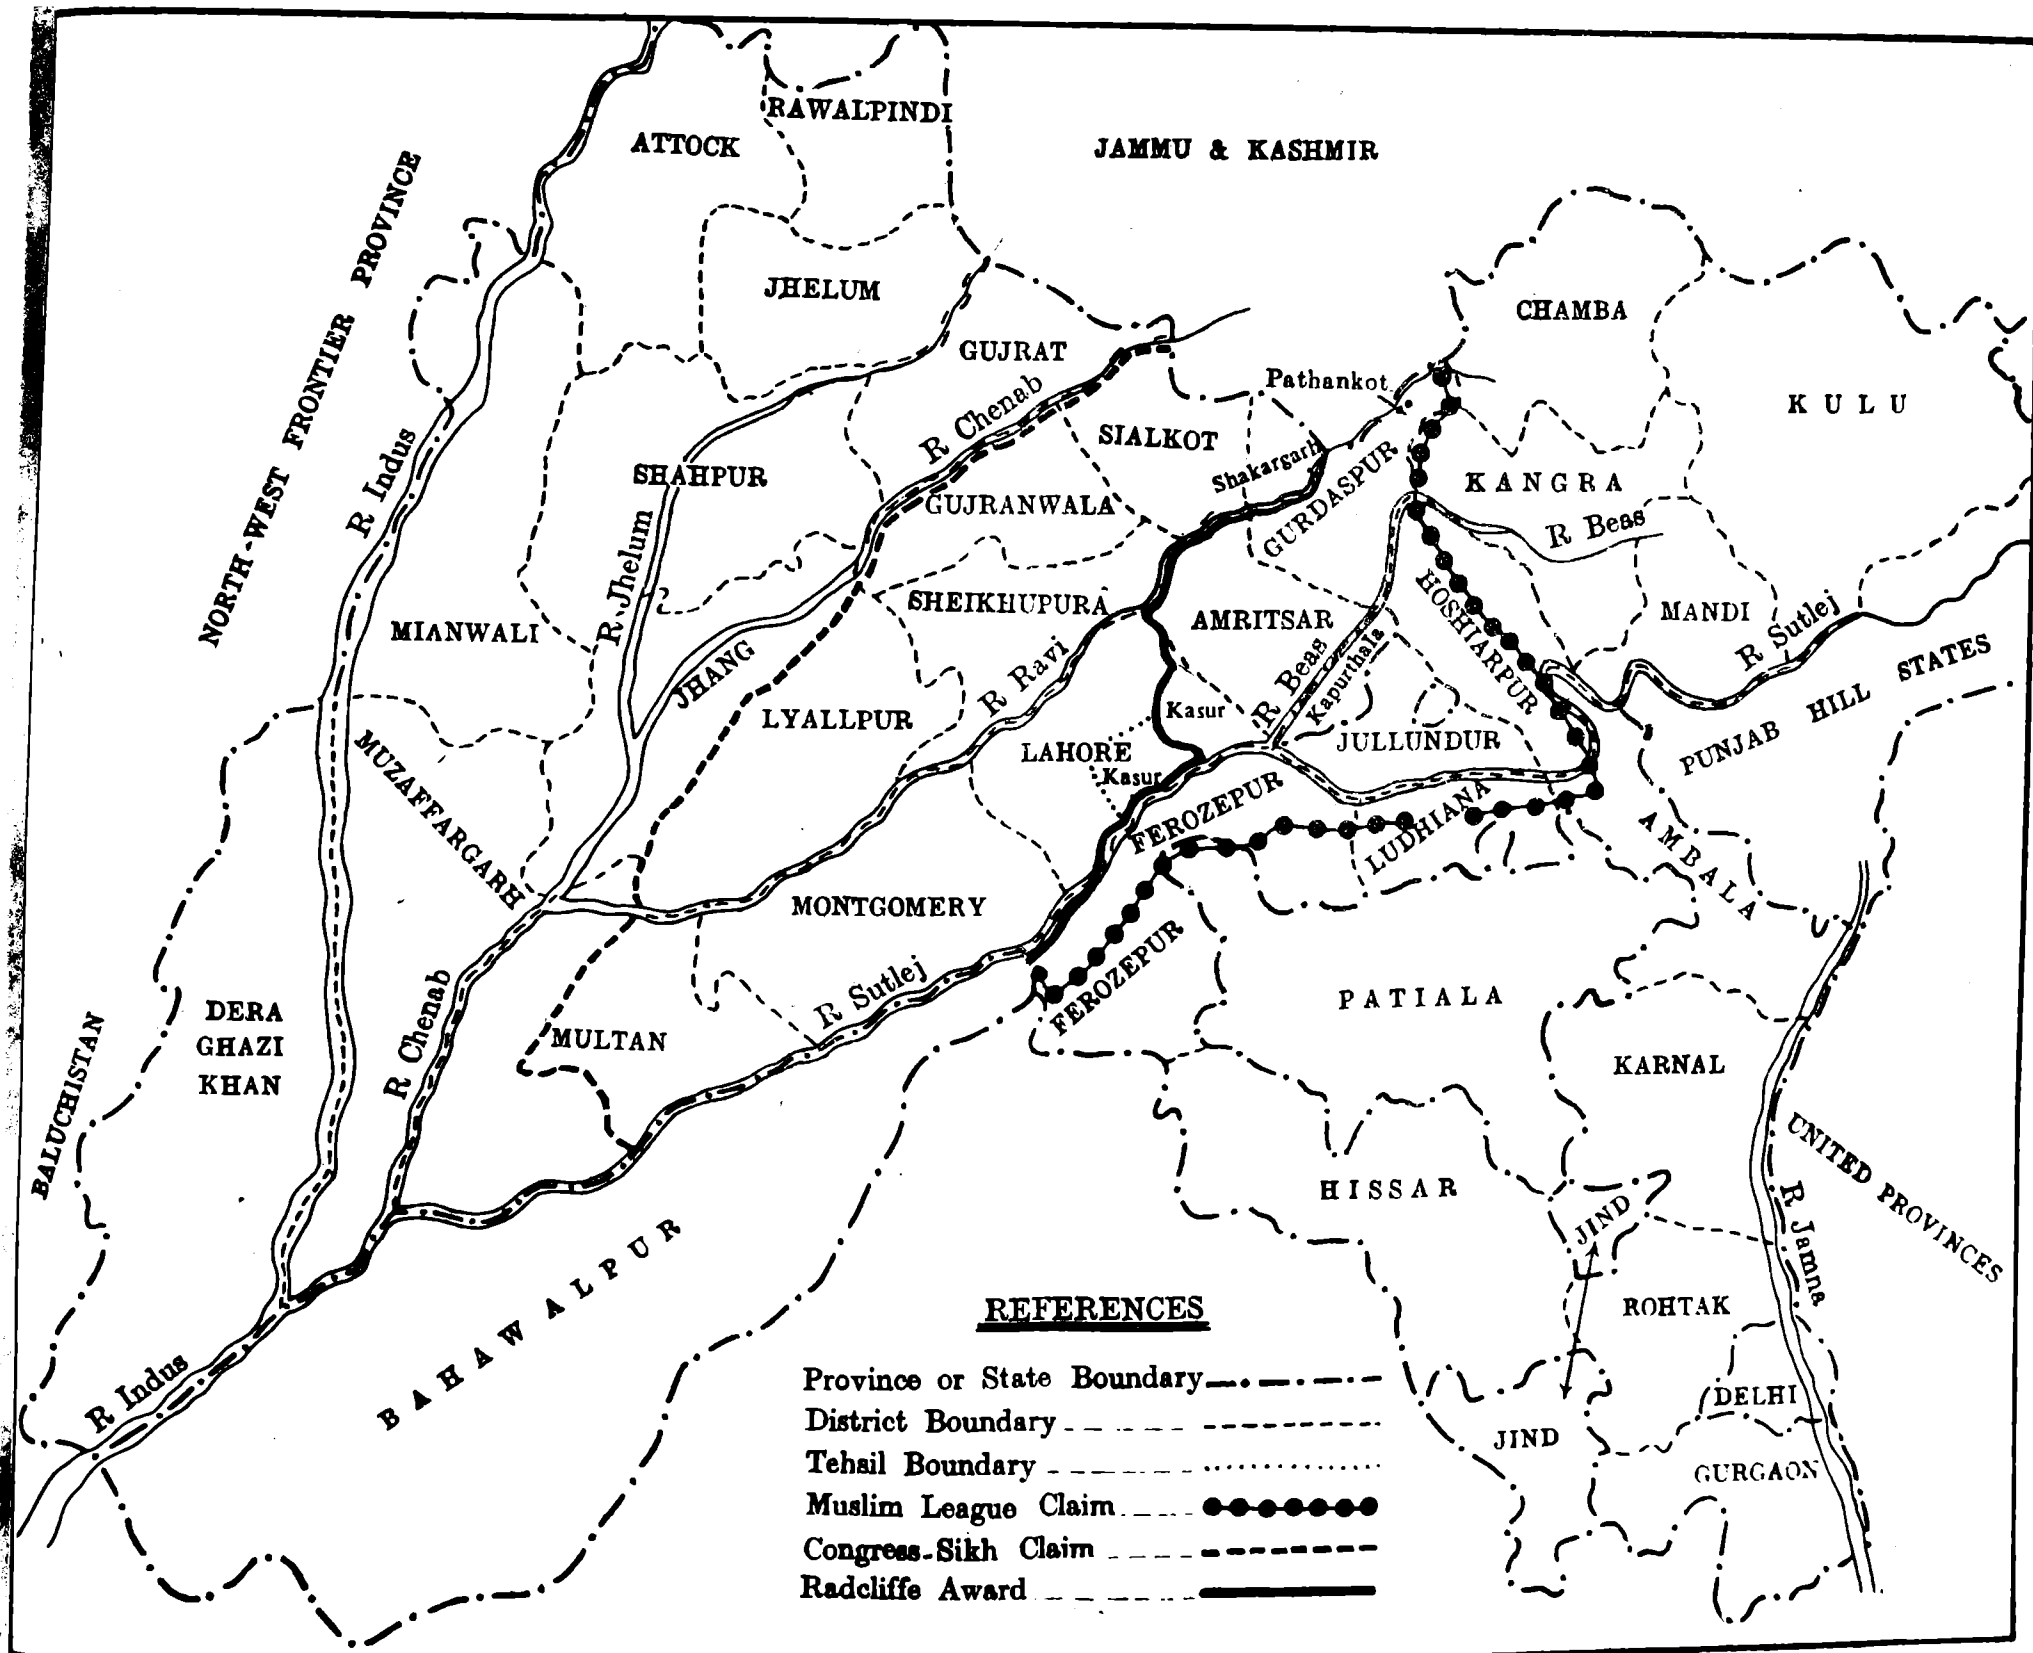 RAWALPINDI
ATTOCK
JAMMU & KASHMIR
NORTH-WEST FRONTIER PROVINCE
JHELUM
CHAMBA
GUJRAT
Pathankot
KULU
R Chenab
SIALKOT
R Indus
Shakargarh
SHAHPUR
GURDASPUR
KANGRA
GUJRANWALA
R Beas
R. Jhelum
SHEIKHUPURA
AMRITSAR
HOSHIARPUR
MANDI
MIANWALI
R Sutlej
R Ravi
R Beas
Kapurthala
PUNJAB HILL STATES
JHANG
LYALLPUR
Kasur
LAHORE
JULLUNDUR
Kasur
MUZAFFARGARH
FEROZEPUR
LUDHIANA
AMBALA
MONTGOMERY
R Sutlej
FEROZEPUR
PATIALA
DERA
GHAZI
KHAN
R Chenab
MULTAN
BALUCHISTAN
KARNAL
UNITED PROVINCES
HISSAR
JIND
R Jamna
BAHAWALPUR
ROHTAK
R Indus
DELHI
JIND
GURGAON
REFERENCES
Province or State Boundary
District Boundary
Tehsil Boundary
Muslim League Claim
Congress-Sikh Claim
Radcliffe Award